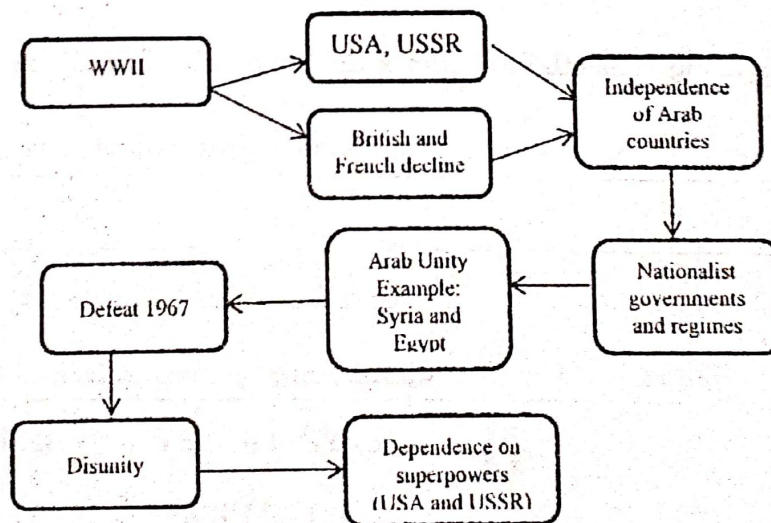 WWII
USA, USSR
British and
French decline
Independence
of Arab
countries
Nationalist
governments
and regimes
Arab Unity
Example:
Syria and
Egypt
Defeat 1967
Disunity
Dependence on
superpowers
(USA and USSR)